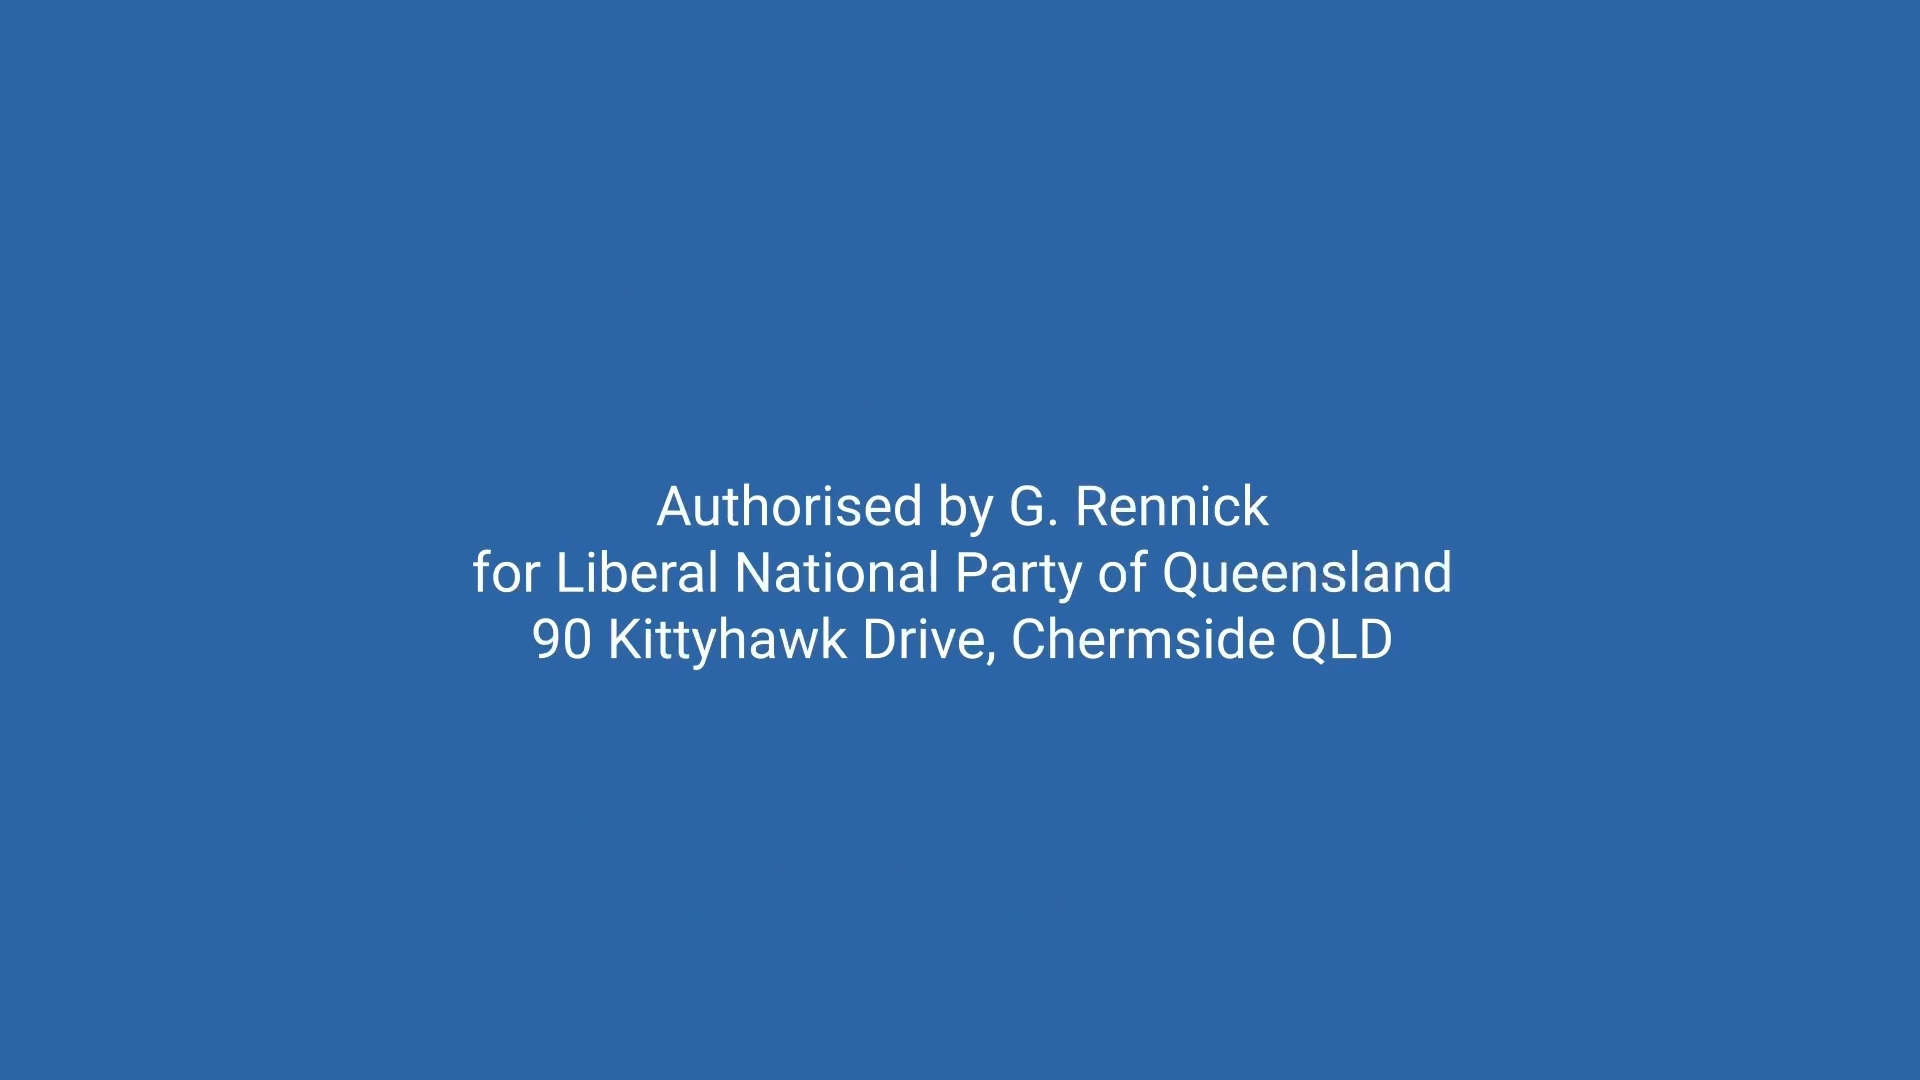 Authorised by G. Rennick
for Liberal National Party of Queensland
90 Kittyhawk Drive, Chermside QLD